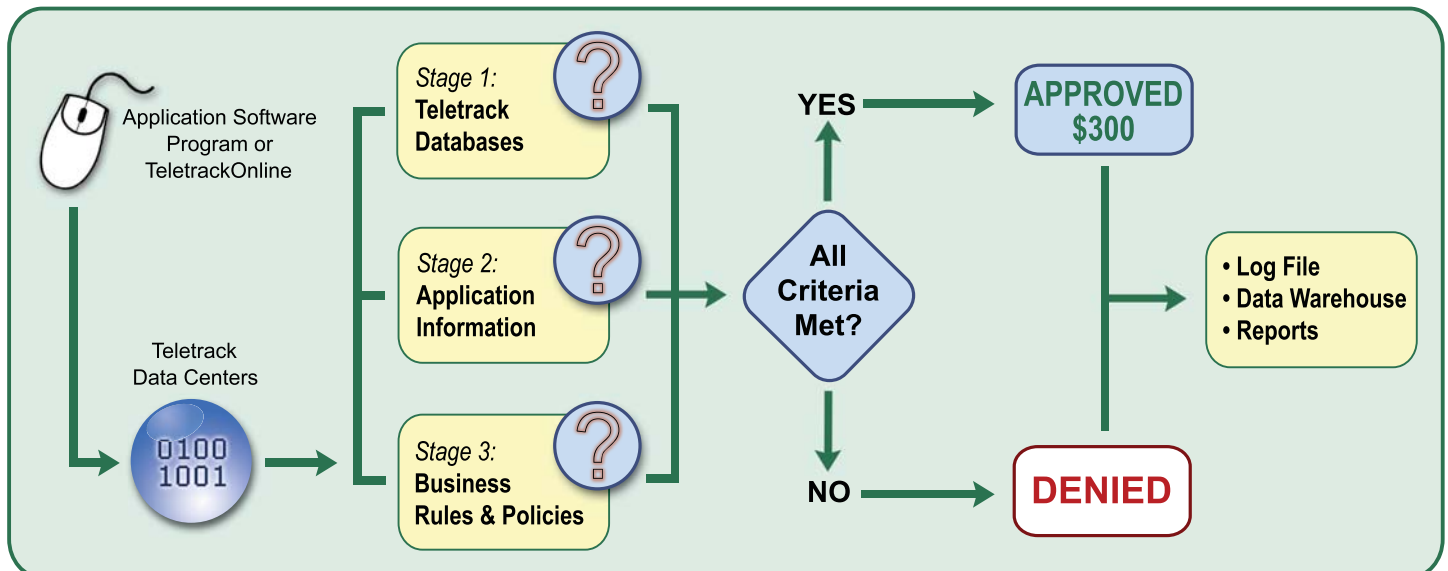 Application Software
Program or
TeletrackOnline
Teletrack
Data Centers
0100
1001
Stage 1:
Teletrack
Databases
?
Stage 2:
Application
Information
?
Stage 3:
Business
Rules & Policies
?
All
Criteria
Met?
YES
NO
APPROVED
$300
DENIED
• Log File
• Data Warehouse
• Reports